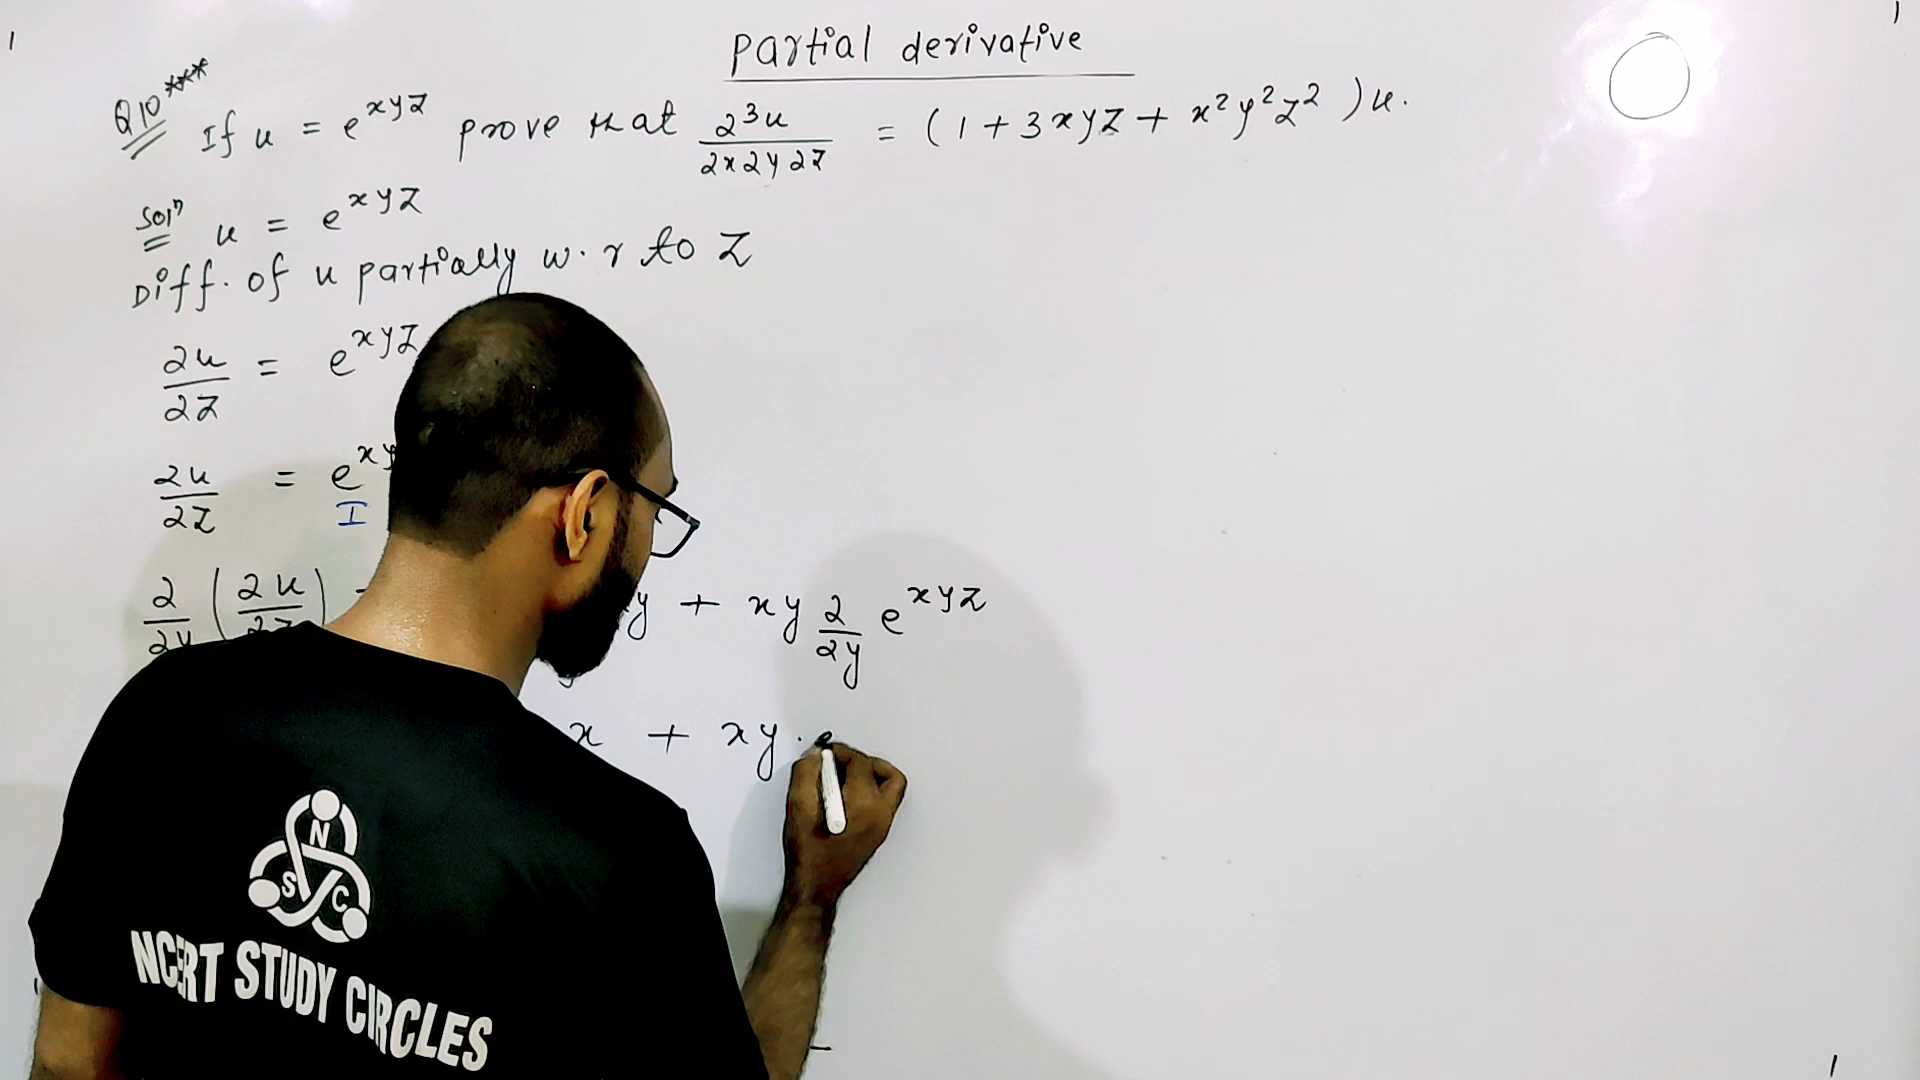 Partial derivative
Q10***
If u = e^{xyz} prove that ∂³u / ∂x∂y∂z = (1 + 3xyz + x²y²z²)u.
Solⁿ u = e^{xyz}
Diff. of u partially w.r to z
∂u/∂z = e^{xyz}
∂u/∂z = e^{xy
I
∂/∂y (∂u/∂z) y + xy ∂/∂y e^{xyz}
x + xy · e
N
S C
NCERT STUDY CIRCLES